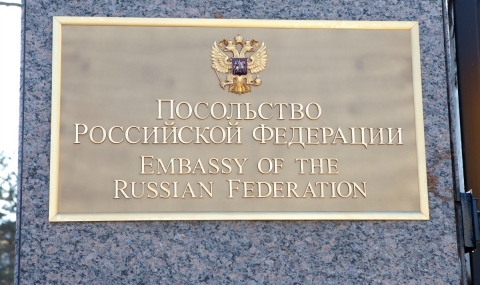 Посольство
Российской Федерации
Embassy of the
Russian Federation